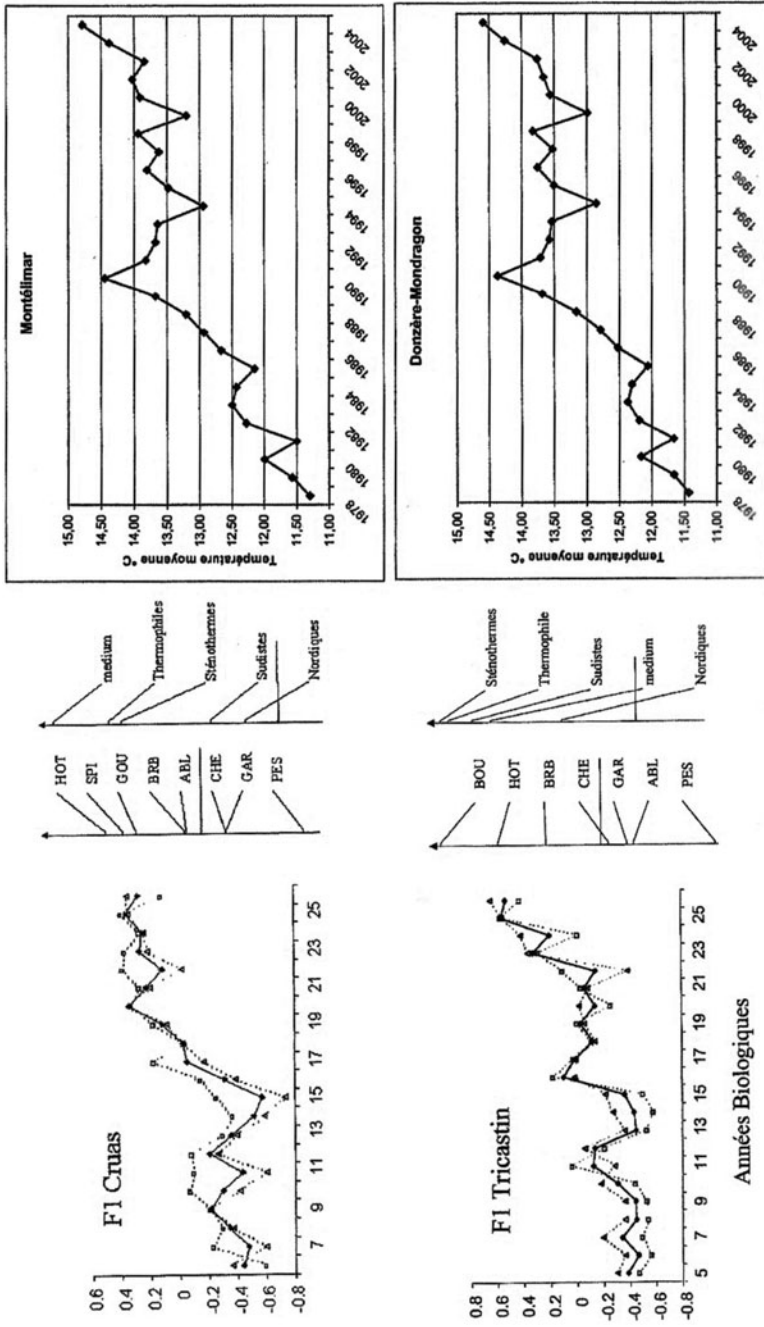 F1 Cruas
0.6
0.4
0.2
0
-0.2
-0.4
-0.6
-0.8
7
9
11
13
15
17
19
21
23
25
HOT
SPI
GOU
BRB
ABL
CHE
GAR
PES
medium
Thermophiles
Sténothermes
Sudistes
Nordiques
Montélimar
Température moyenne °C
15,00
14,50
14,00
13,50
13,00
12,50
12,00
11,50
11,00
1978
1980
1982
1984
1986
1988
1990
1992
1994
1996
1998
2000
2002
2004
F1 Tricastin
0.8
0.6
0.4
0.2
0
-0.2
-0.4
-0.6
-0.8
5
7
9
11
13
15
17
19
21
23
25
Années Biologiques
BOU
HOT
BRB
CHE
GAR
ABL
PES
Sténothermes
Thermophile
Sudistes
medium
Nordiques
Donzère-Mondragon
Température moyenne °C
15,00
14,50
14,00
13,50
13,00
12,50
12,00
11,50
11,00
1978
1980
1982
1984
1986
1988
1990
1992
1994
1996
1998
2000
2002
2004